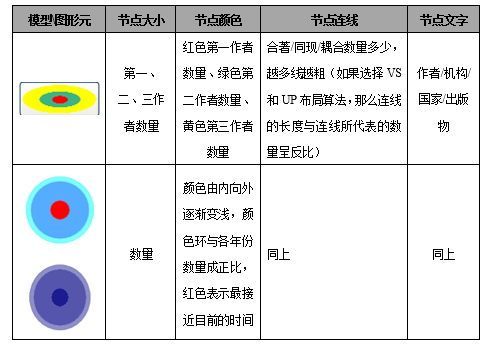 模型图形元
节点大小
节点颜色
节点连线
节点文字
第一、
二、三作
者数量
红色第一作者
数量、绿色第
二作者数量、
黄色第三作者
数量
合著/同现/耦合数量多少，
越多线越粗（如果选择 VS
和 UP 布局算法，那么连线
的长度与连线所代表的数
量呈反比）
作者/机构/
国家/出版
物
数量
颜色由内向外
逐渐变浅，颜
色环与各年份
数量成正比，
红色表示最接
近目前的时间
同上
同上